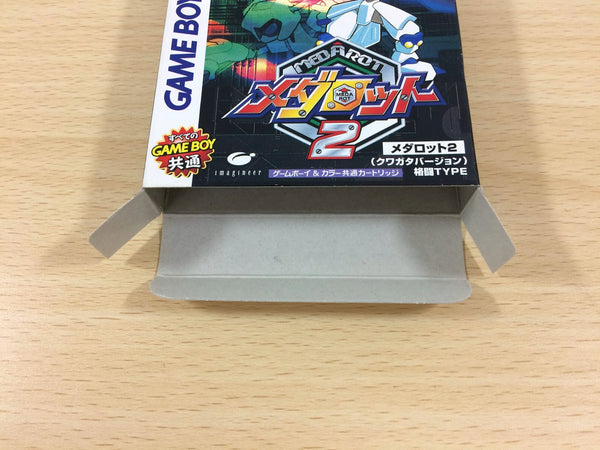 GAME BOY
MEDAROT
メダロット
MEDA
ROT
2
すべての
GAME BOY
共通
imagineer
ゲームボーイ & カラー共通カートリッジ
メダロット2
(クワガタバージョン)
格闘TYPE